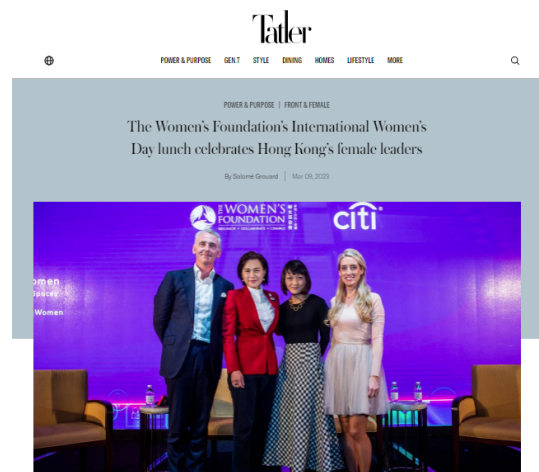 Tatler
POWER & PURPOSE GEN.T STYLE DINING HOMES LIFESTYLE MORE
POWER & PURPOSE | FRONT & FEMALE
The Women's Foundation's International Women's
Day lunch celebrates Hong Kong's female leaders
By Salomé Grouard | Mar 09, 2023
THE WOMEN'S
FOUNDATION
citi
omen
Spaces
Women